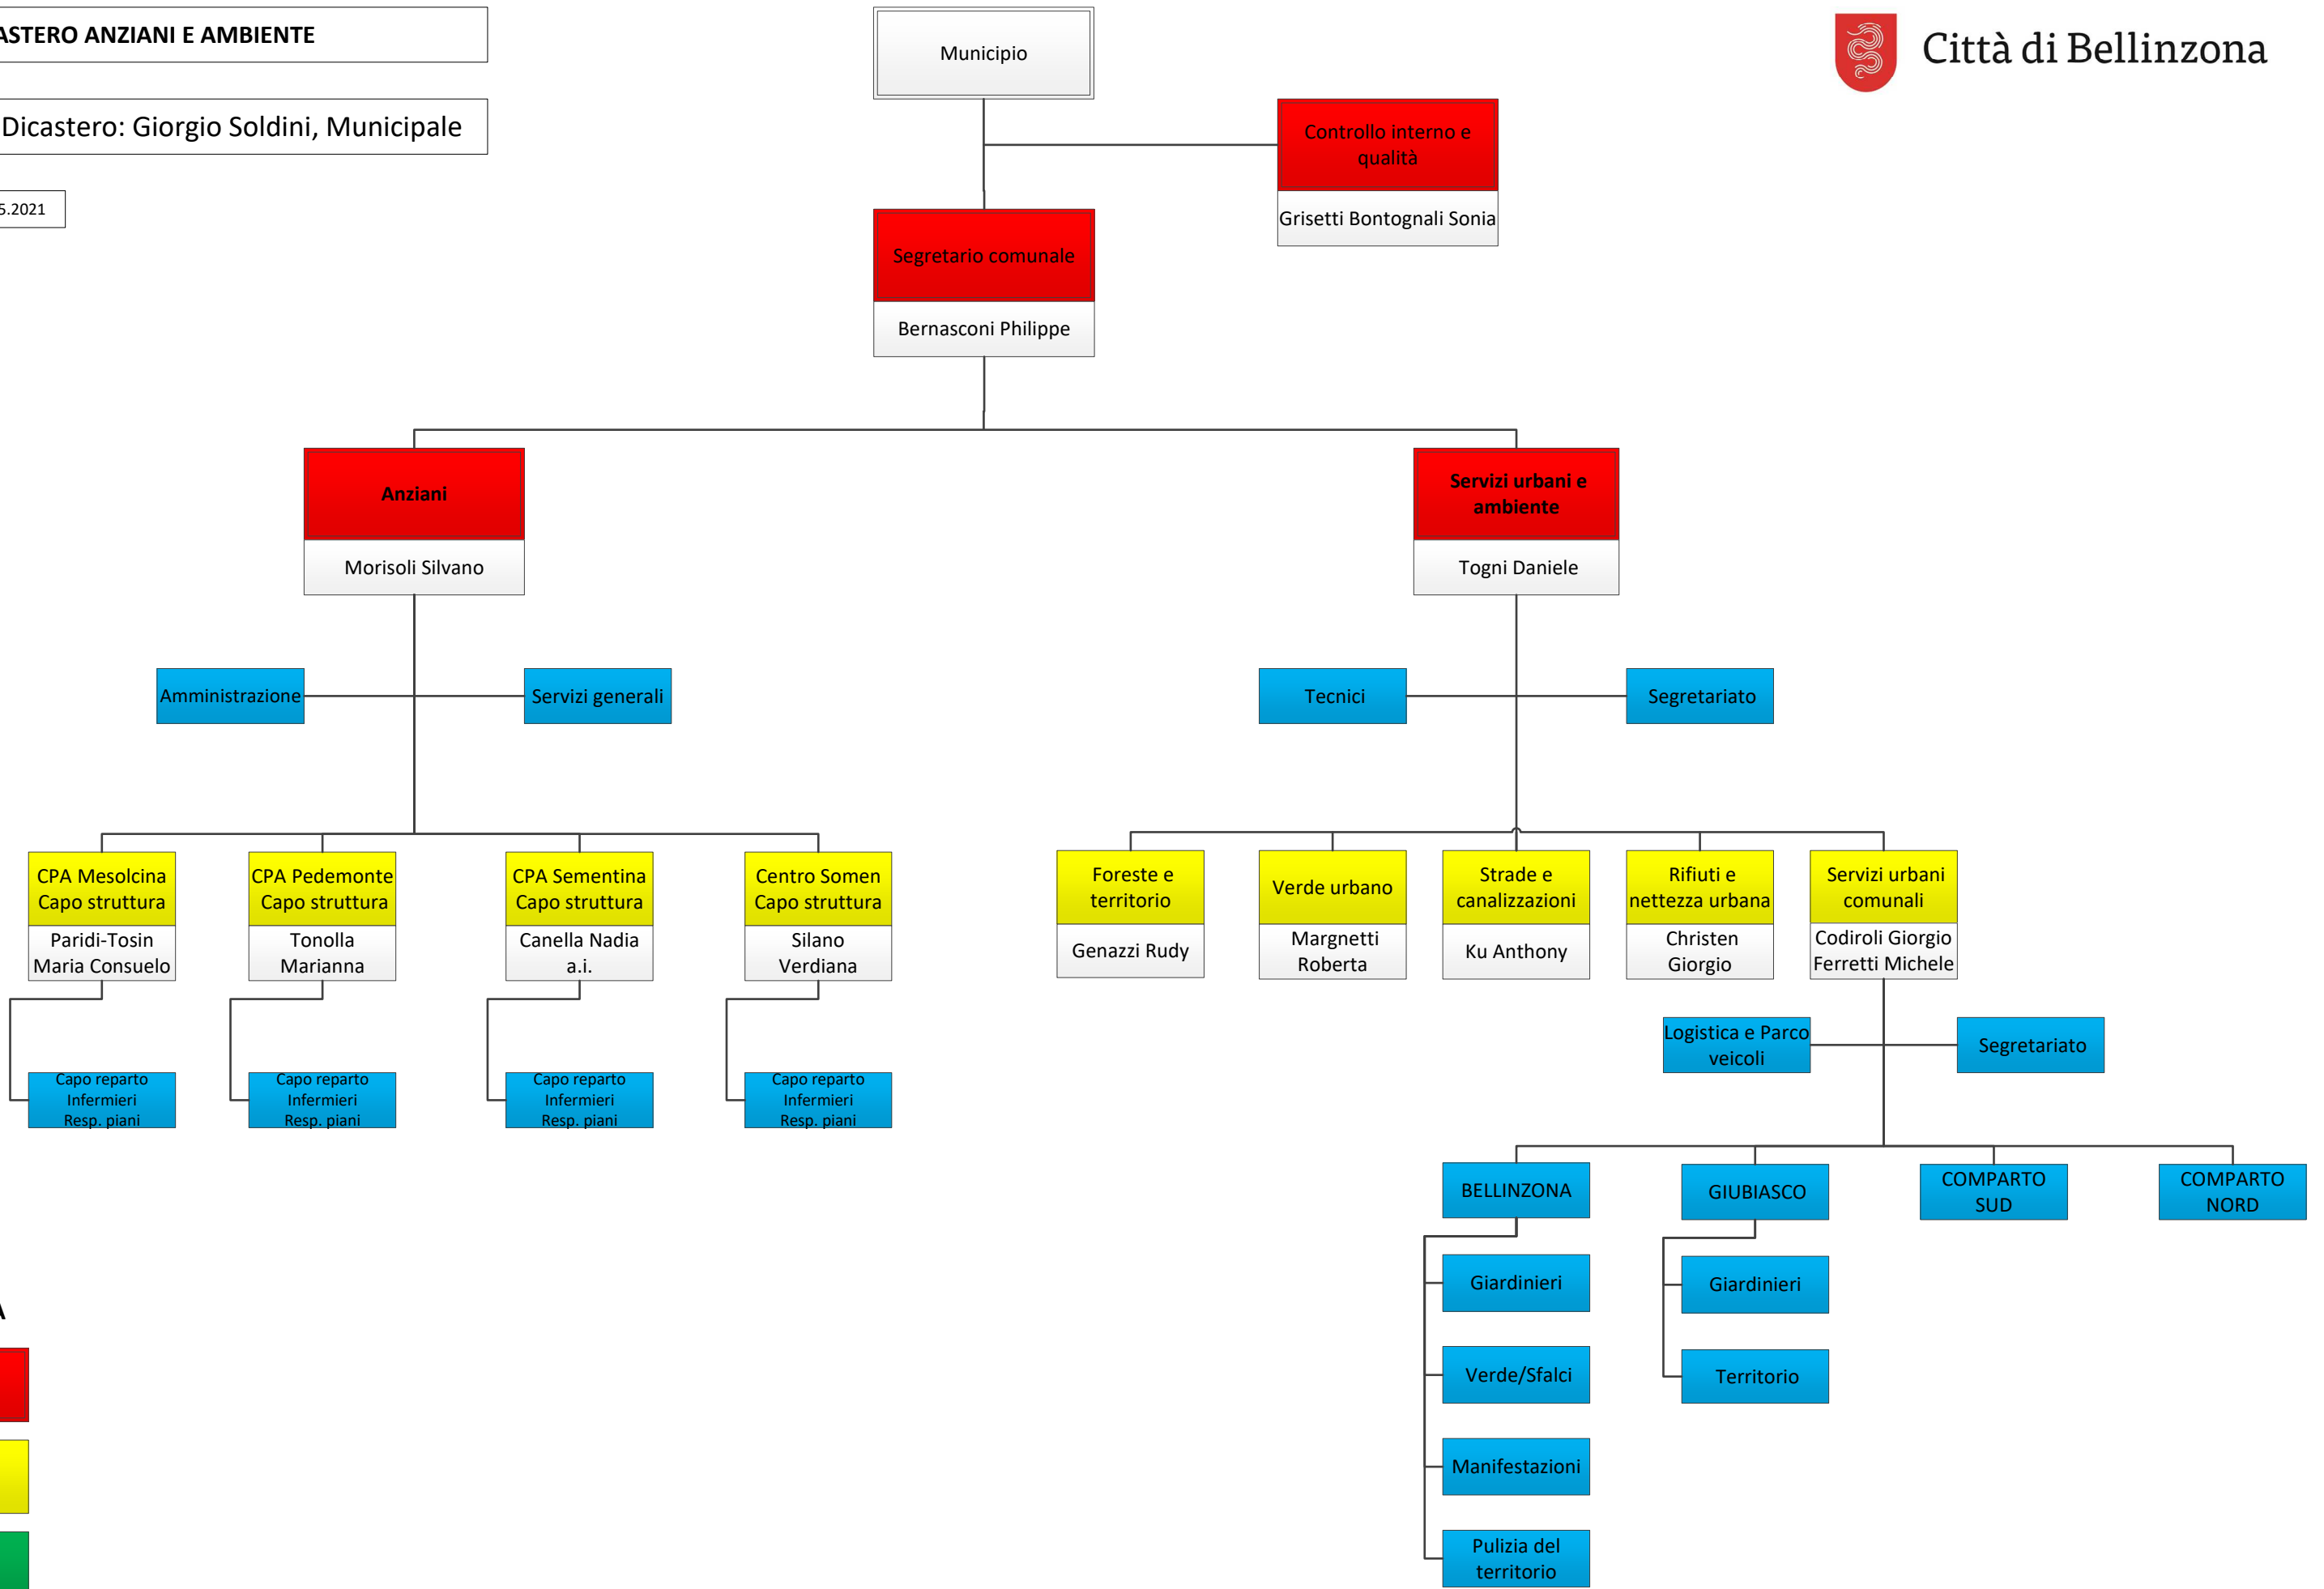 ASTERO ANZIANI E AMBIENTE
Dicastero: Giorgio Soldini, Municipale
5.2021
Municipio
Città di Bellinzona
Controllo interno e
qualità
Grisetti Bontognali Sonia
Segretario comunale
Bernasconi Philippe
Anziani
Morisoli Silvano
Servizi urbani e
ambiente
Togni Daniele
Amministrazione
Servizi generali
Tecnici
Segretariato
CPA Mesolcina
Capo struttura
Paridi-Tosin
Maria Consuelo
CPA Pedemonte
Capo struttura
Tonolla
Marianna
CPA Sementina
Capo struttura
Canella Nadia
a.i.
Centro Somen
Capo struttura
Silano
Verdiana
Foreste e
territorio
Genazzi Rudy
Verde urbano
Margnetti
Roberta
Strade e
canalizzazioni
Ku Anthony
Rifiuti e
nettezza urbana
Christen
Giorgio
Servizi urbani
comunali
Codiroli Giorgio
Ferretti Michele
Capo reparto
Infermieri
Resp. piani
Capo reparto
Infermieri
Resp. piani
Capo reparto
Infermieri
Resp. piani
Capo reparto
Infermieri
Resp. piani
Logistica e Parco
veicoli
Segretariato
BELLINZONA
GIUBIASCO
COMPARTO
SUD
COMPARTO
NORD
Giardinieri
Verde/Sfalci
Manifestazioni
Pulizia del
territorio
Giardinieri
Territorio
A